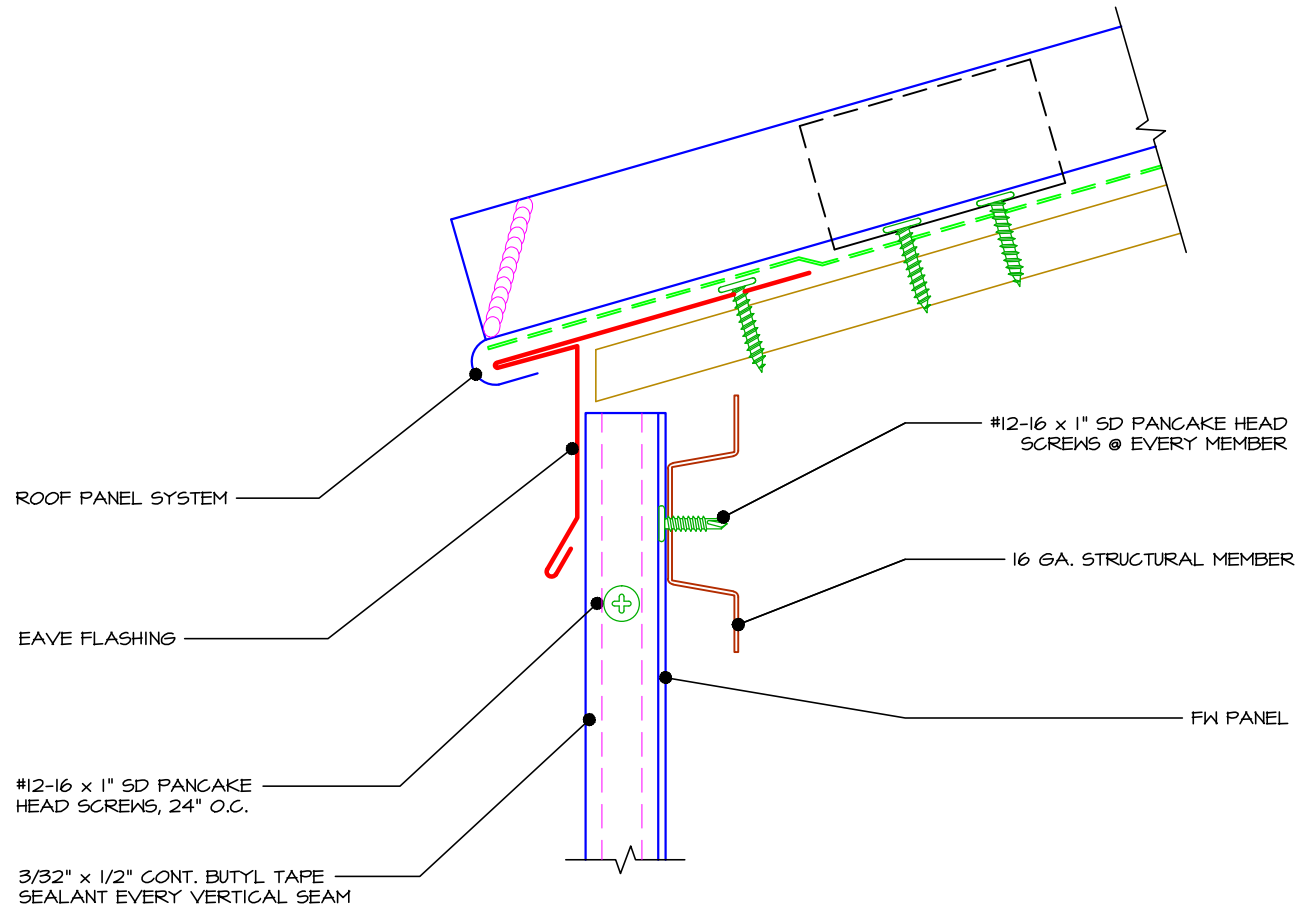 #12-16 x 1" SD PANCAKE HEAD
SCREWS @ EVERY MEMBER
ROOF PANEL SYSTEM
16 GA. STRUCTURAL MEMBER
EAVE FLASHING
FW PANEL
#12-16 x 1" SD PANCAKE
HEAD SCREWS, 24" O.C.
3/32" x 1/2" CONT. BUTYL TAPE
SEALANT EVERY VERTICAL SEAM